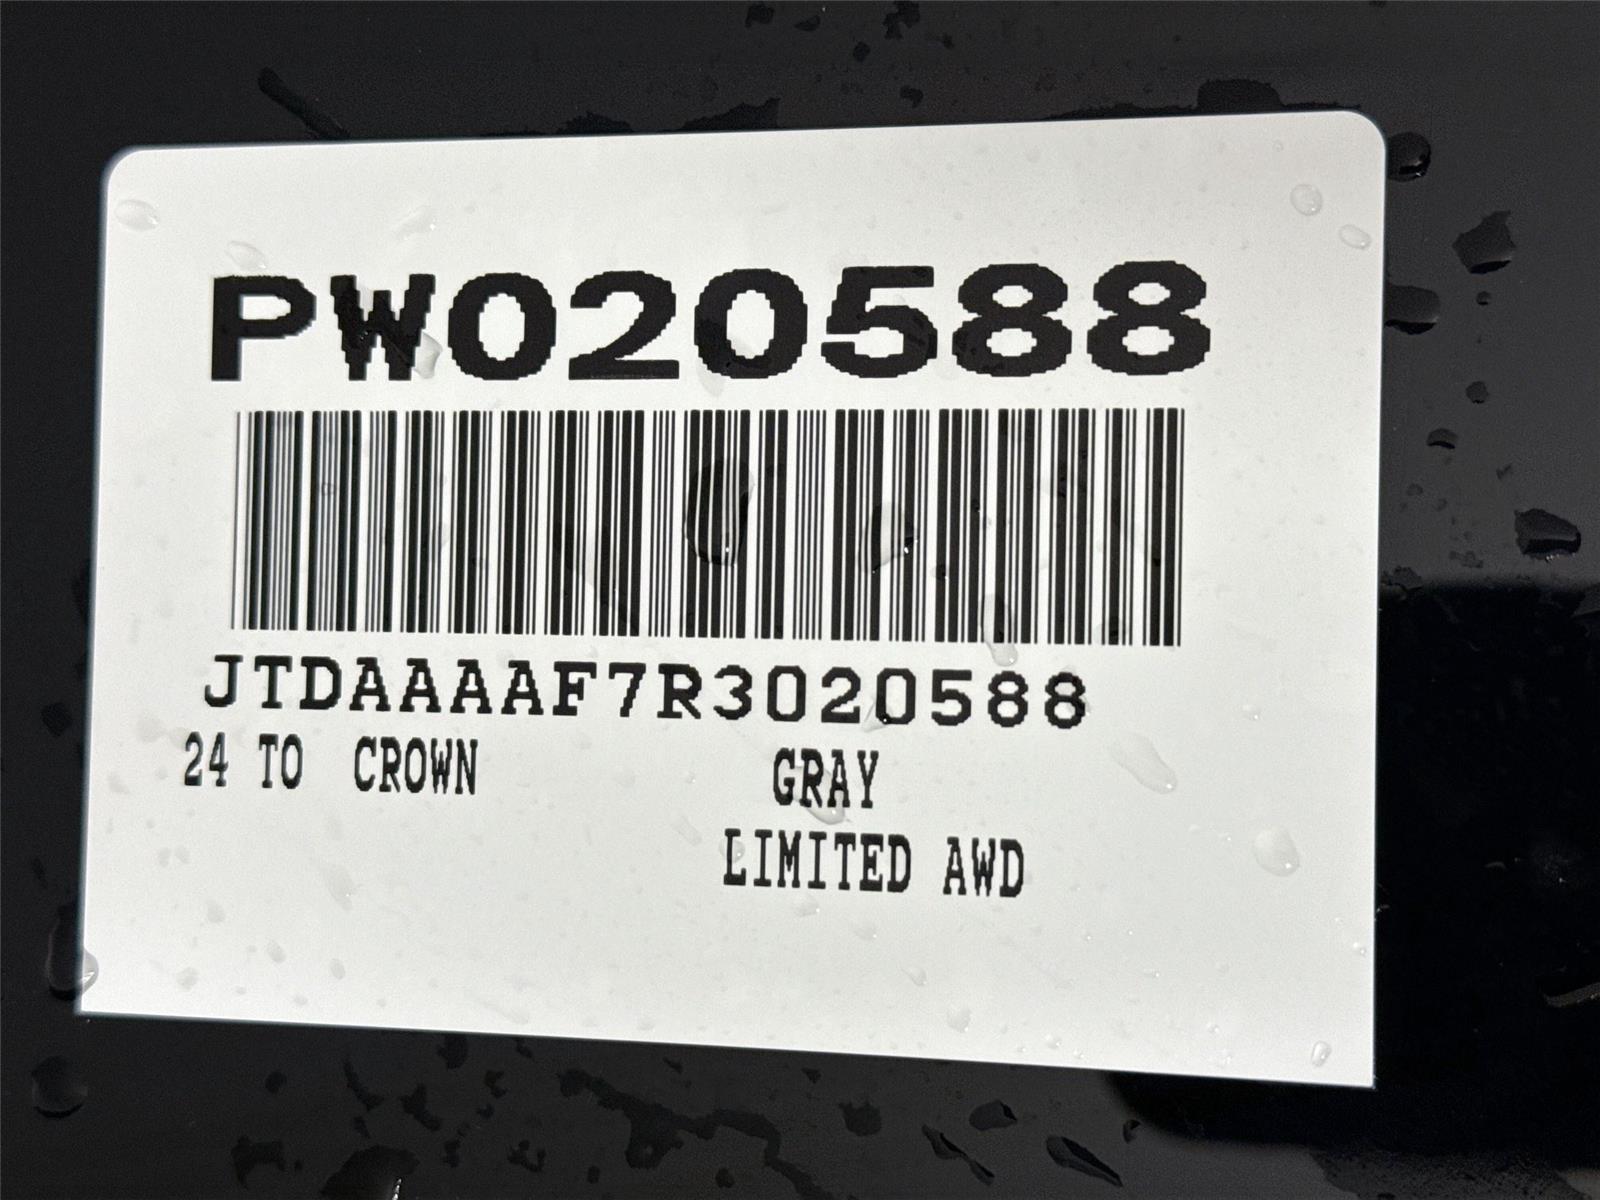 PW020588
JTDAAAAF7R3020588
24 TO CROWN GRAY
LIMITED AWD